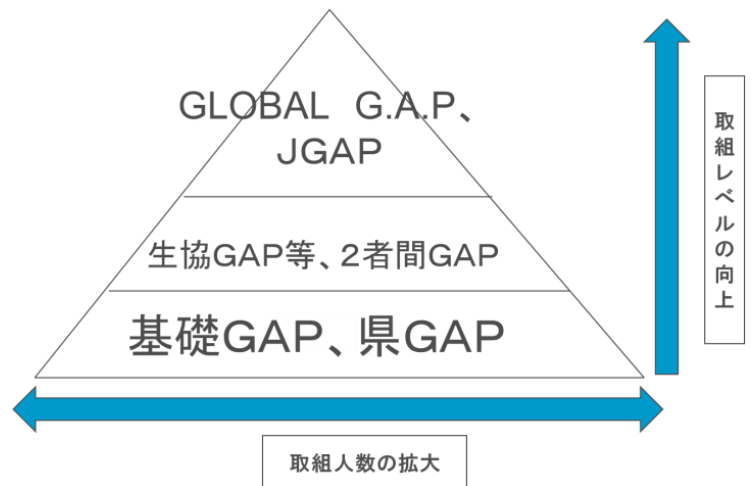 GLOBAL G.A.P、
JGAP
生協GAP等、2者間GAP
基礎GAP、県GAP
取組レベルの向上
取組人数の拡大